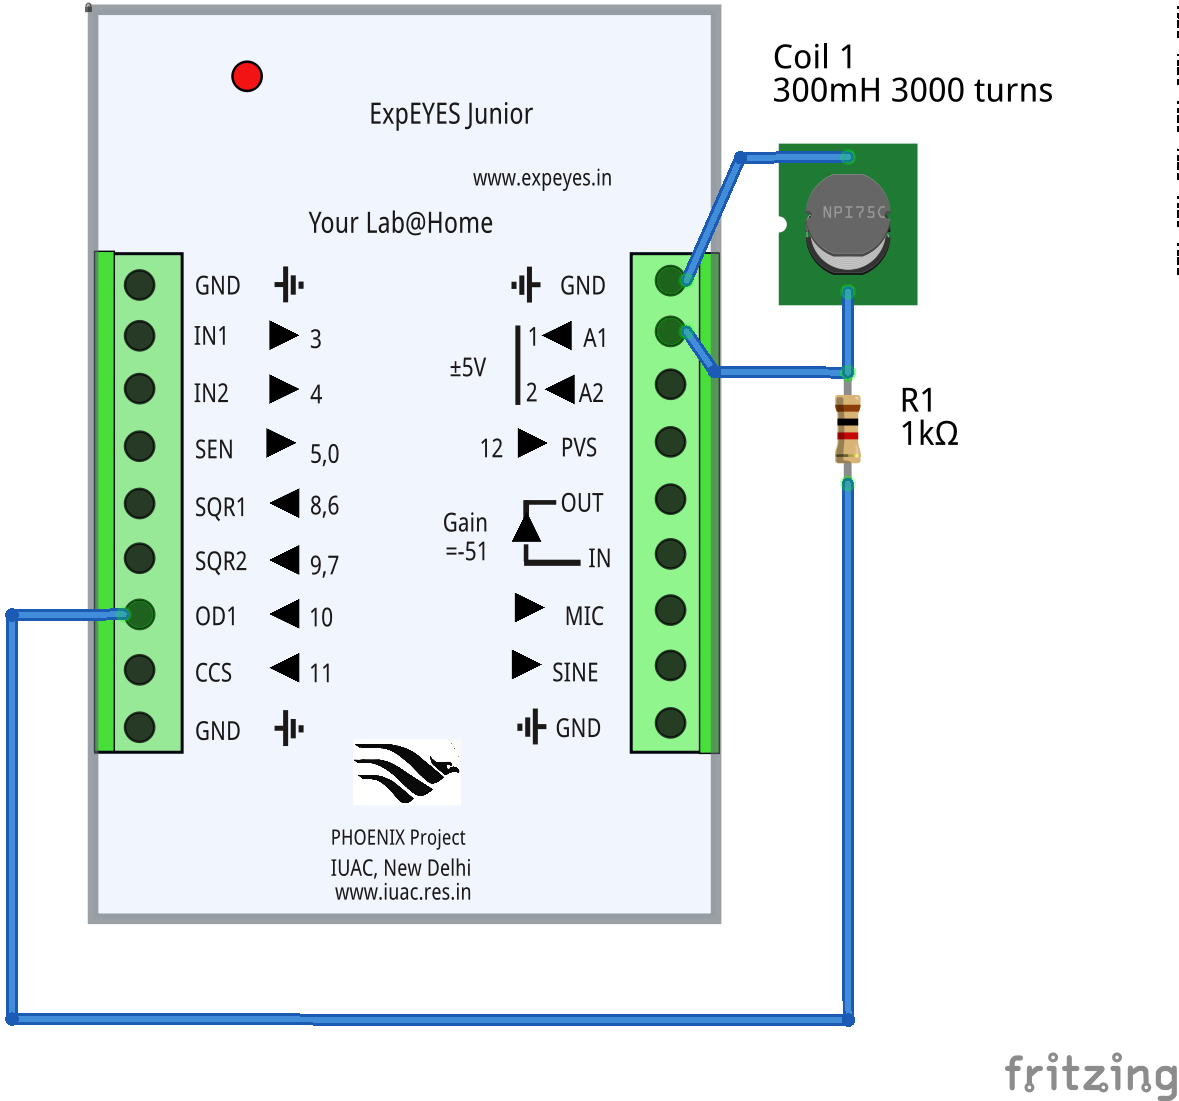 ExpEYES Junior
www.expeyes.in
Your Lab@Home
GND
IN1 3
IN2 4
SEN 5,0
SQR1 8,6
SQR2 9,7
OD1 10
CCS 11
GND
GND
1 A1
±5V
2 A2
12 PVS
OUT
Gain
=-51
IN
MIC
SINE
GND
PHOENIX Project
IUAC, New Delhi
www.iuac.res.in
Coil 1
300mH 3000 turns
NPI75C
R1
1kΩ
fritzing